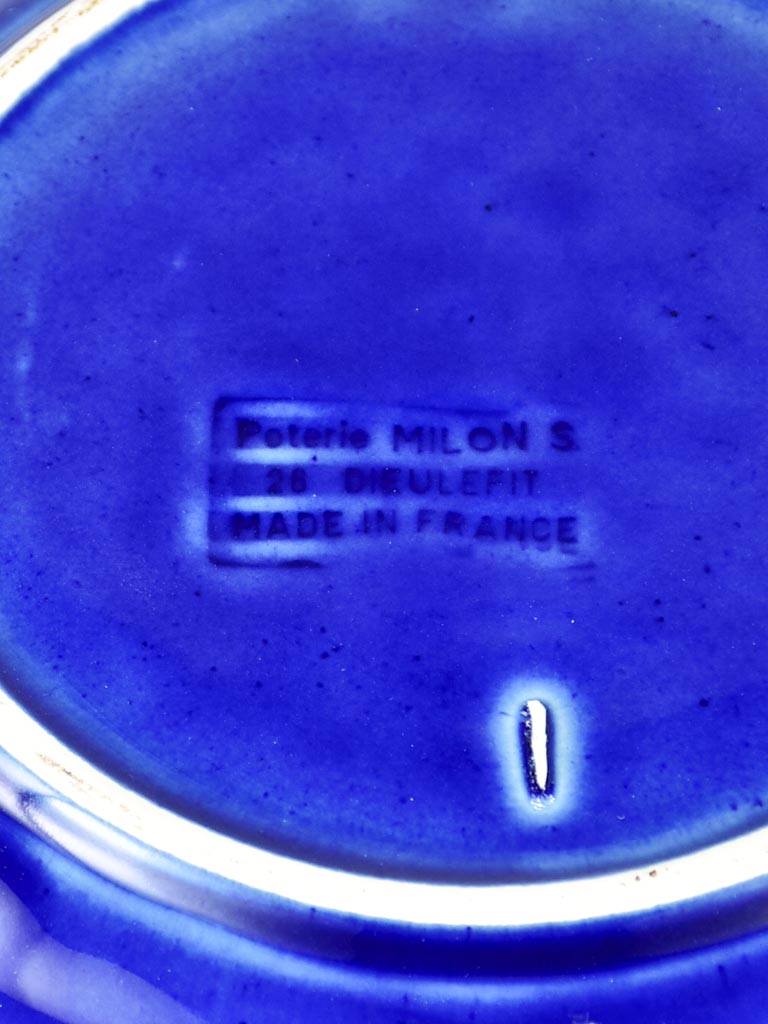 Poterie MILON S.
26 DIEULEFIT
MADE IN FRANCE